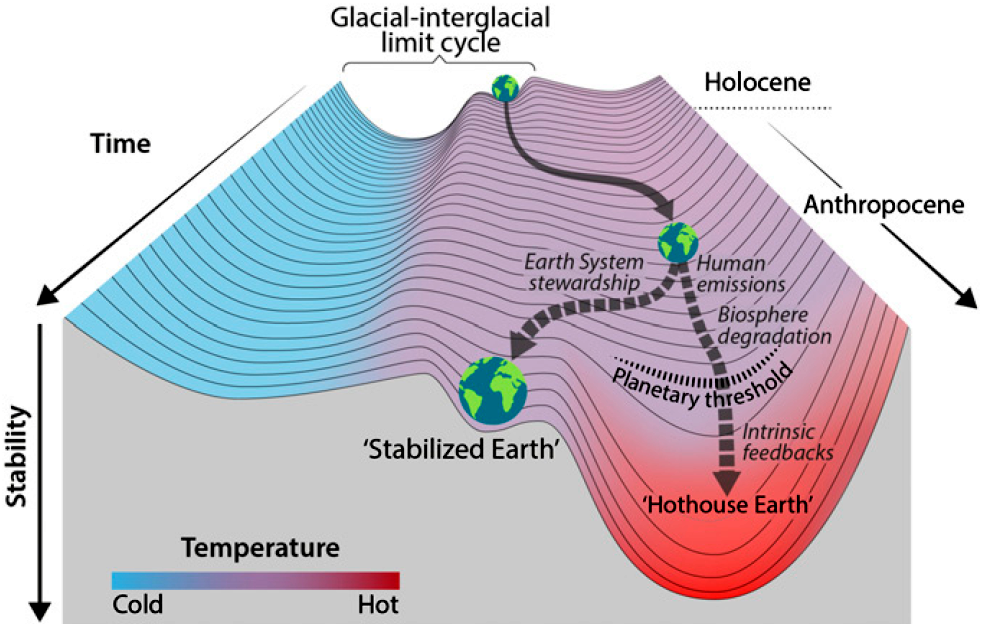 Glacial-interglacial
limit cycle
Holocene
Time
Anthropocene
Earth System
stewardship
Human
emissions
Biosphere
degradation
Planetary threshold
Intrinsic
feedbacks
'Stabilized Earth'
'Hothouse Earth'
Stability
Temperature
Cold
Hot